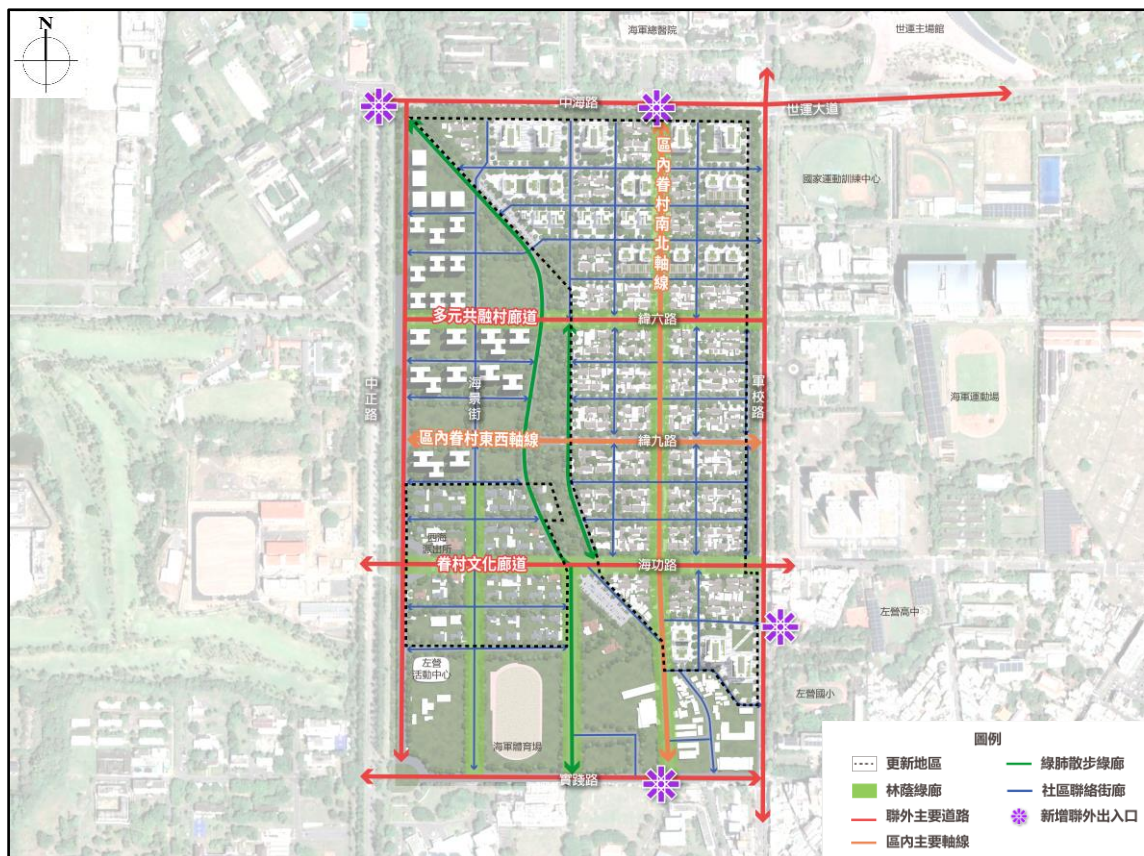 N
海軍總醫院
世運主場館
中海路
世運大道
國家運動訓練中心
區內眷村南北軸線
多元共融村廊道
緯六路
中正路
海景街
軍校路
海軍運動場
區內眷村東西軸線
緯九路
四海
派出所
眷村文化廊道
海功路
左營高中
左營
活動中心
左營國小
海軍體育場
實踐路
圖例
更新地區
綠肺散步綠廊
林蔭綠廊
社區聯絡街廊
聯外主要道路
新增聯外出入口
區內主要軸線